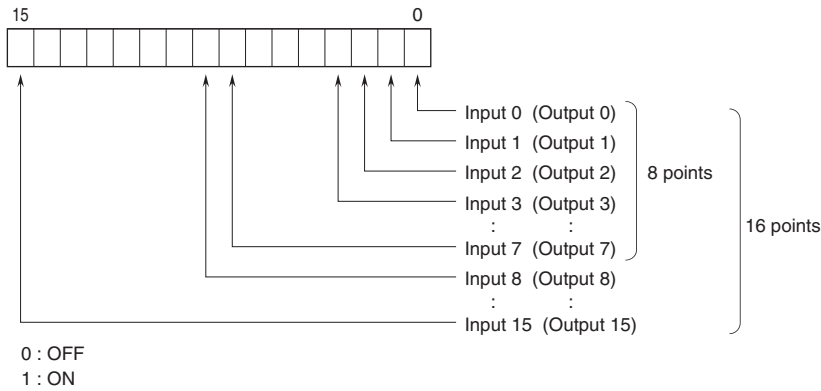 15 0
Input 0 (Output 0)
Input 1 (Output 1)
Input 2 (Output 2)
8 points
Input 3 (Output 3)
: :
16 points
Input 7 (Output 7)
Input 8 (Output 8)
: :
Input 15 (Output 15)
0 : OFF
1 : ON